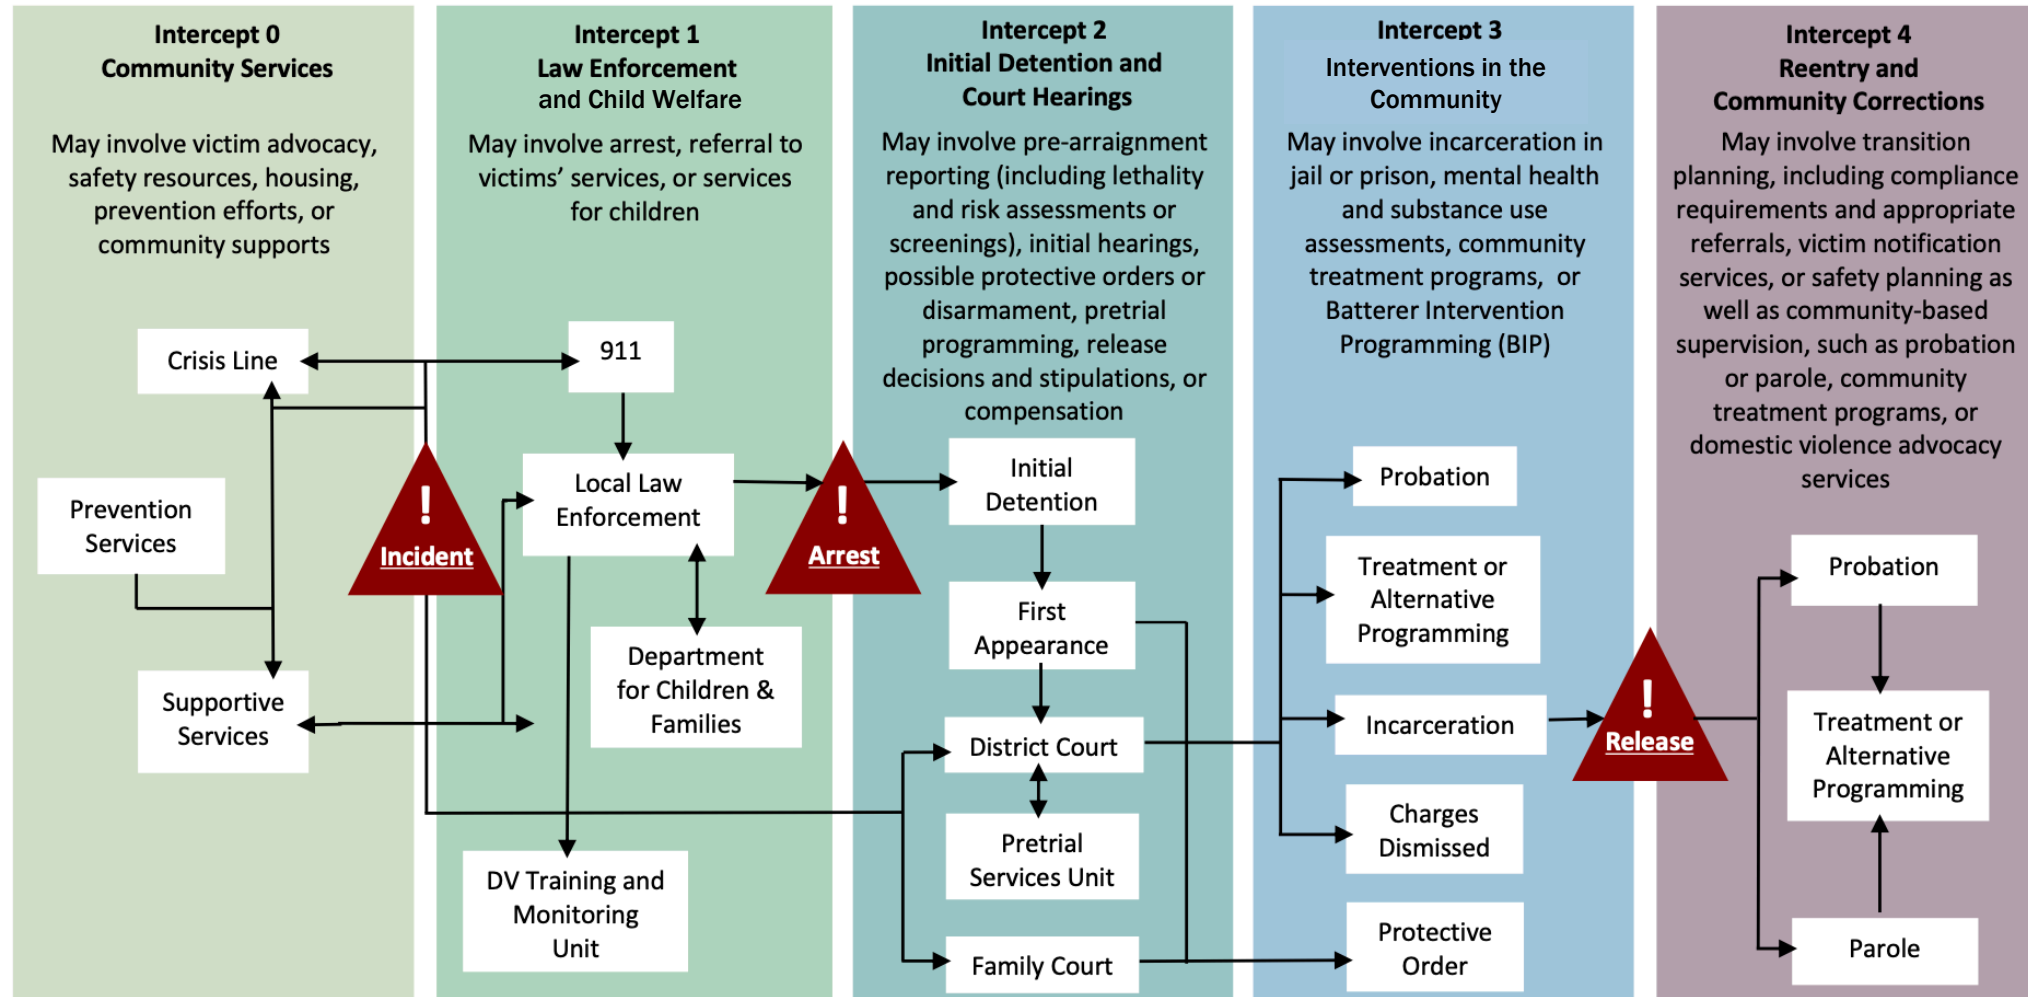 Intercept 0
Community Services
May involve victim advocacy,
safety resources, housing,
prevention efforts, or
community supports
Crisis Line
Prevention
Services
Supportive
Services
!
Incident
Intercept 1
Law Enforcement
and Child Welfare
May involve arrest, referral to
victims’ services, or services
for children
911
Local Law
Enforcement
Department
for Children &
Families
DV Training and
Monitoring
Unit
!
Arrest
Intercept 2
Initial Detention and
Court Hearings
May involve pre-arraignment
reporting (including lethality
and risk assessments or
screenings), initial hearings,
possible protective orders or
disarmament, pretrial
programming, release
decisions and stipulations, or
compensation
Initial
Detention
First
Appearance
District Court
Pretrial
Services Unit
Family Court
Intercept 3
Interventions in the
Community
May involve incarceration in
jail or prison, mental health
and substance use
assessments, community
treatment programs, or
Batterer Intervention
Programming (BIP)
Probation
Treatment or
Alternative
Programming
Incarceration
Charges
Dismissed
Protective
Order
!
Release
Intercept 4
Reentry and
Community Corrections
May involve transition
planning, including compliance
requirements and appropriate
referrals, victim notification
services, or safety planning as
well as community-based
supervision, such as probation
or parole, community
treatment programs, or
domestic violence advocacy
services
Probation
Treatment or
Alternative
Programming
Parole